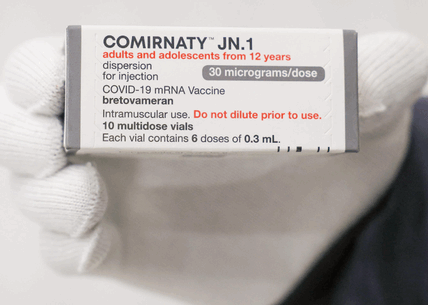 COMIRNATY™ JN.1
adults and adolescents from 12 years
dispersion
for injection
30 micrograms/dose
COVID-19 mRNA Vaccine
bretovameran
Intramuscular use. Do not dilute prior to use.
10 multidose vials
Each vial contains 6 doses of 0.3 mL.